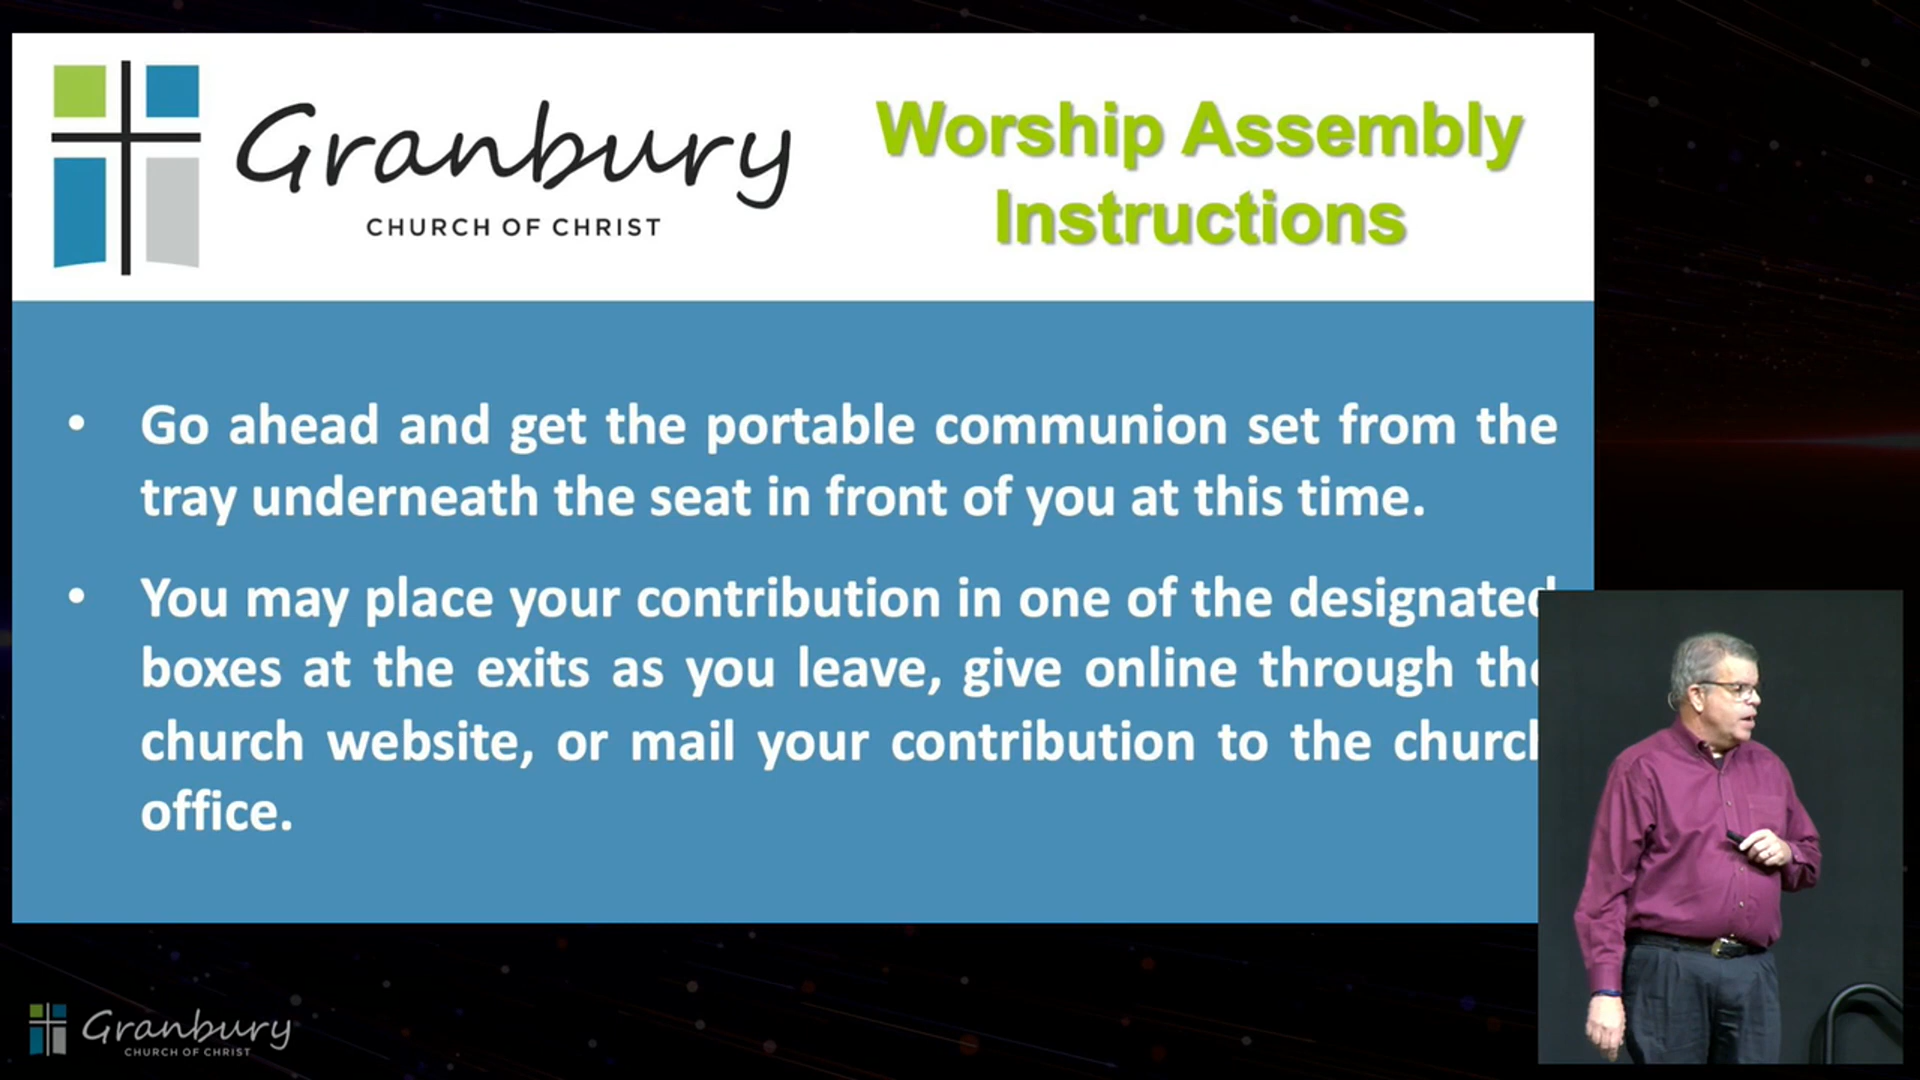 Granbury
CHURCH OF CHRIST
Worship Assembly
Instructions
• Go ahead and get the portable communion set from the
tray underneath the seat in front of you at this time.
• You may place your contribution in one of the designated
boxes at the exits as you leave, give online through the
church website, or mail your contribution to the church
office.
Granbury
CHURCH OF CHRIST